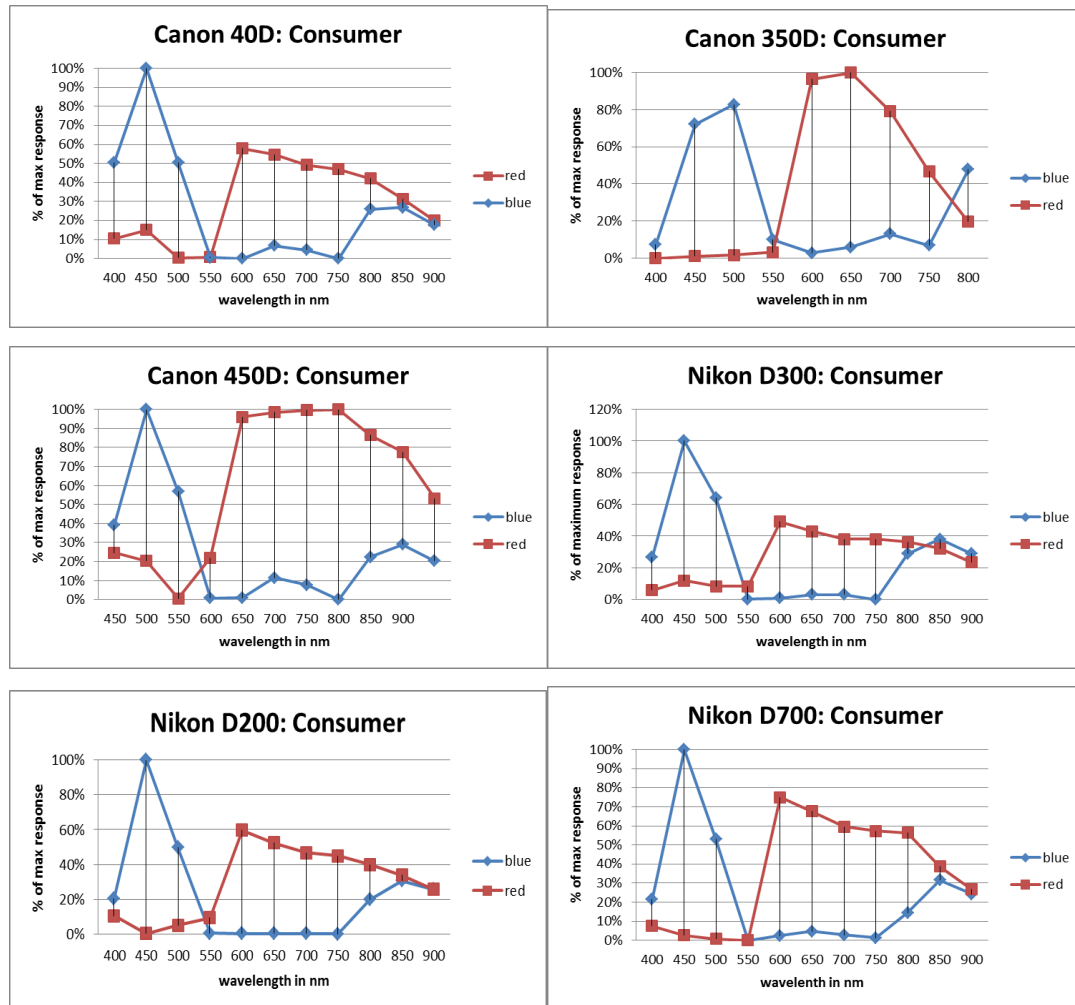 Canon 40D: Consumer
% of max response
100%
90%
80%
70%
60%
50%
40%
30%
20%
10%
0%
400 450 500 550 600 650 700 750 800 850 900
wavelength in nm
red
blue
Canon 350D: Consumer
% of max response
100%
80%
60%
40%
20%
0%
400 450 500 550 600 650 700 750 800
wavelength in nm
blue
red
Canon 450D: Consumer
% of max response
100%
90%
80%
70%
60%
50%
40%
30%
20%
10%
0%
450 500 550 600 650 700 750 800 850 900
wavelength in nm
blue
red
Nikon D300: Consumer
% of maximum response
120%
100%
80%
60%
40%
20%
0%
400 450 500 550 600 650 700 750 800 850 900
wavelength in nm
blue
red
Nikon D200: Consumer
% of max response
100%
80%
60%
40%
20%
0%
400 450 500 550 600 650 700 750 800 850 900
wavelength in nm
blue
red
Nikon D700: Consumer
% of max response
100%
90%
80%
70%
60%
50%
40%
30%
20%
10%
0%
400 450 500 550 600 650 700 750 800 850 900
wavelenth in nm
blue
red